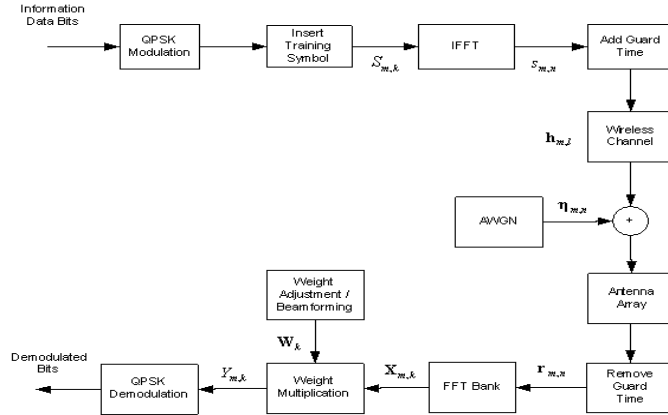 Information
Data Bits
QPSK
Modulation
Insert
Training
Symbol
S_{m,k}
IFFT
s_{m,n}
Add Guard
Time
h_{m,l}
Wireless
Channel
AWGN
η_{m,n}
+
Antenna
Array
Weight
Adjustment /
Beamforming
W_k
Demodulated
Bits
QPSK
Demodulation
Y_{m,k}
Weight
Multiplication
X_{m,k}
FFT Bank
r_{m,n}
Remove
Guard
Time